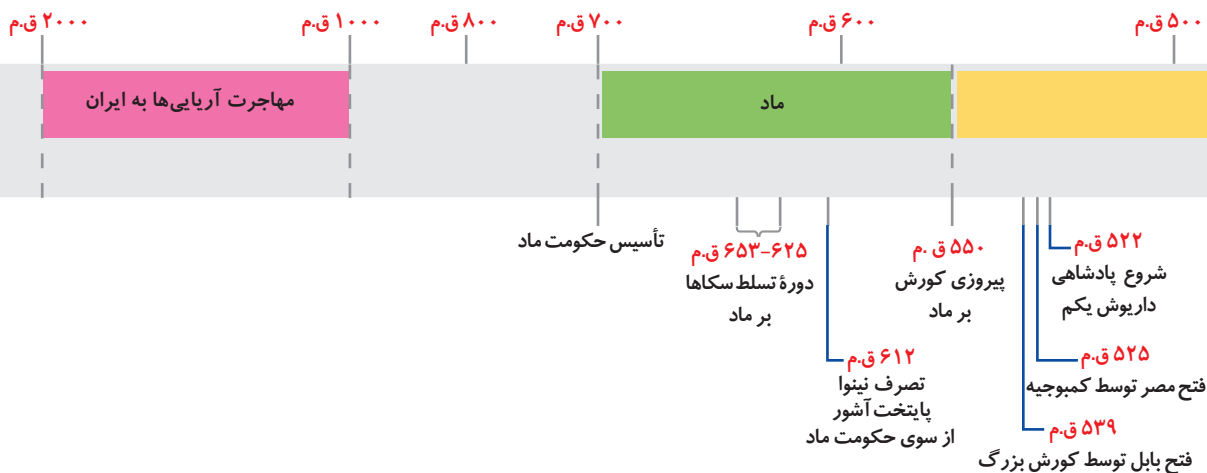 ۲۰۰۰ ق.م
۱۰۰۰ ق.م
۸۰۰ ق.م
۷۰۰ ق.م
۶۰۰ ق.م
۵۰۰ ق.م
مهاجرت آریایی‌ها به ایران
ماد
تأسیس حکومت ماد
۶۵۳-۶۲۵ ق.م
دورهٔ تسلط سکاها
بر ماد
۶۱۲ ق.م
تصرف نینوا
پایتخت آشور
از سوی حکومت ماد
۵۵۰ ق .م
پیروزی کورش
بر ماد
۵۲۲ ق.م
شروع پادشاهی
داریوش یکم
۵۲۵ ق.م
فتح مصر توسط کمبوجیه
۵۳۹ ق.م
فتح بابل توسط کورش بزرگ